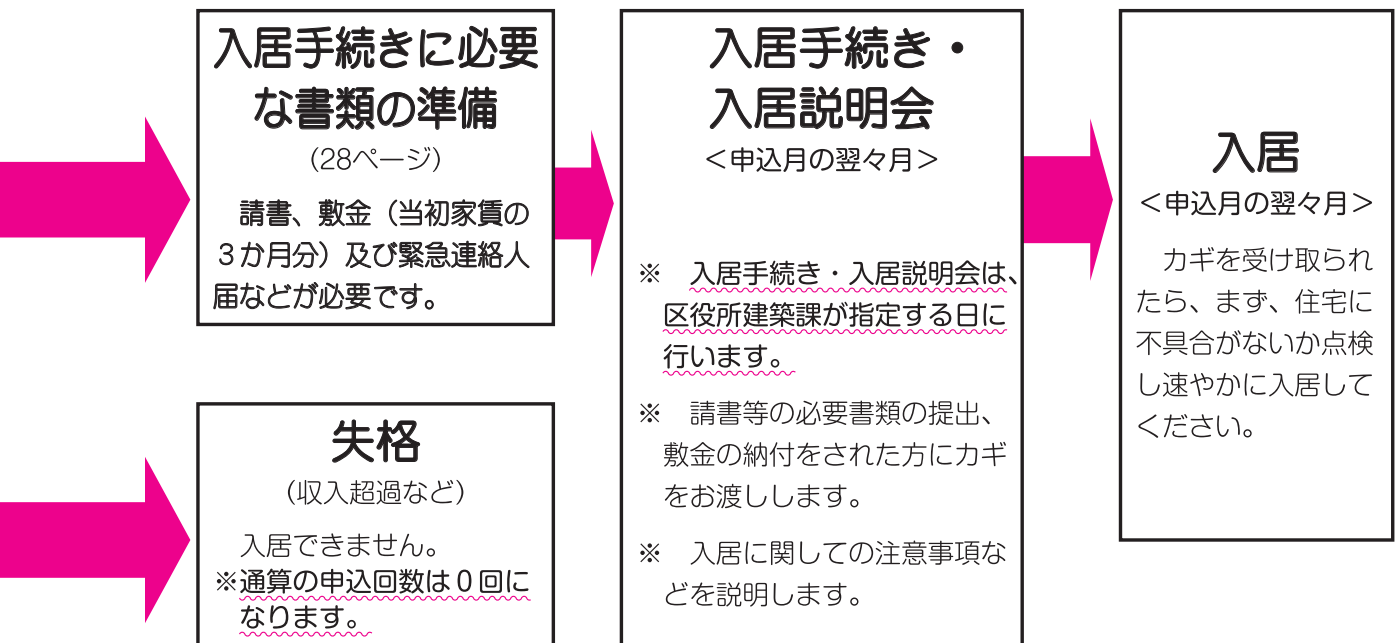 入居手続きに必要
な書類の準備
(28ページ)
請書、敷金（当初家賃の
３か月分）及び緊急連絡人
届などが必要です。
失格
(収入超過など)
入居できません。
※通算の申込回数は０回に
なります。
入居手続き・
入居説明会
＜申込月の翌々月＞
※　入居手続き・入居説明会は、
区役所建築課が指定する日に
行います。
※　請書等の必要書類の提出、
敷金の納付をされた方にカギ
をお渡しします。
※　入居に関しての注意事項な
どを説明します。
入居
＜申込月の翌々月＞
カギを受け取られ
たら、まず、住宅に
不具合がないか点検
し速やかに入居して
ください。